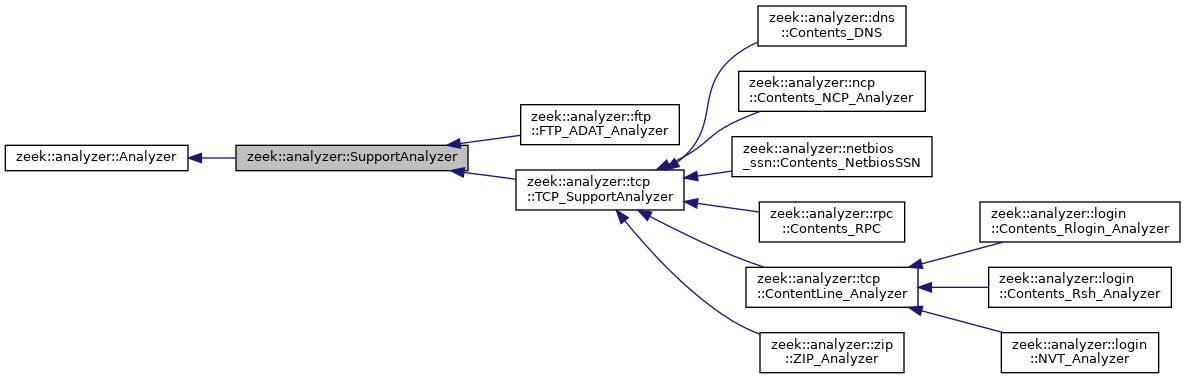 zeek::analyzer::dns
::Contents_DNS
zeek::analyzer::ncp
::Contents_NCP_Analyzer
zeek::analyzer::ftp
::FTP_ADAT_Analyzer
zeek::analyzer::netbios
_ssn::Contents_NetbiosSSN
zeek::analyzer::Analyzer
zeek::analyzer::SupportAnalyzer
zeek::analyzer::tcp
::TCP_SupportAnalyzer
zeek::analyzer::rpc
::Contents_RPC
zeek::analyzer::login
::Contents_Rlogin_Analyzer
zeek::analyzer::tcp
::ContentLine_Analyzer
zeek::analyzer::login
::Contents_Rsh_Analyzer
zeek::analyzer::zip
::ZIP_Analyzer
zeek::analyzer::login
::NVT_Analyzer